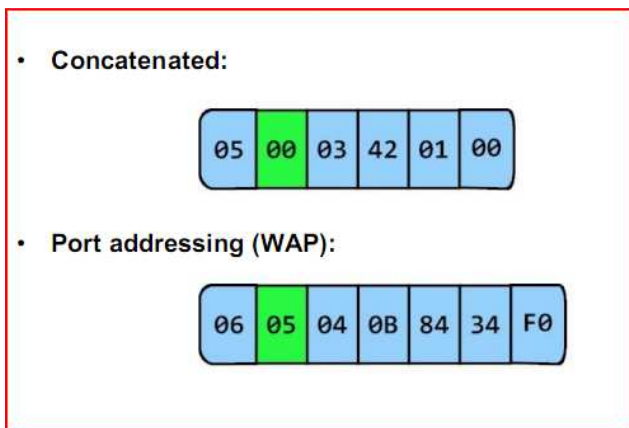 • Concatenated:
05 00 03 42 01 00
• Port addressing (WAP):
06 05 04 0B 84 34 F0